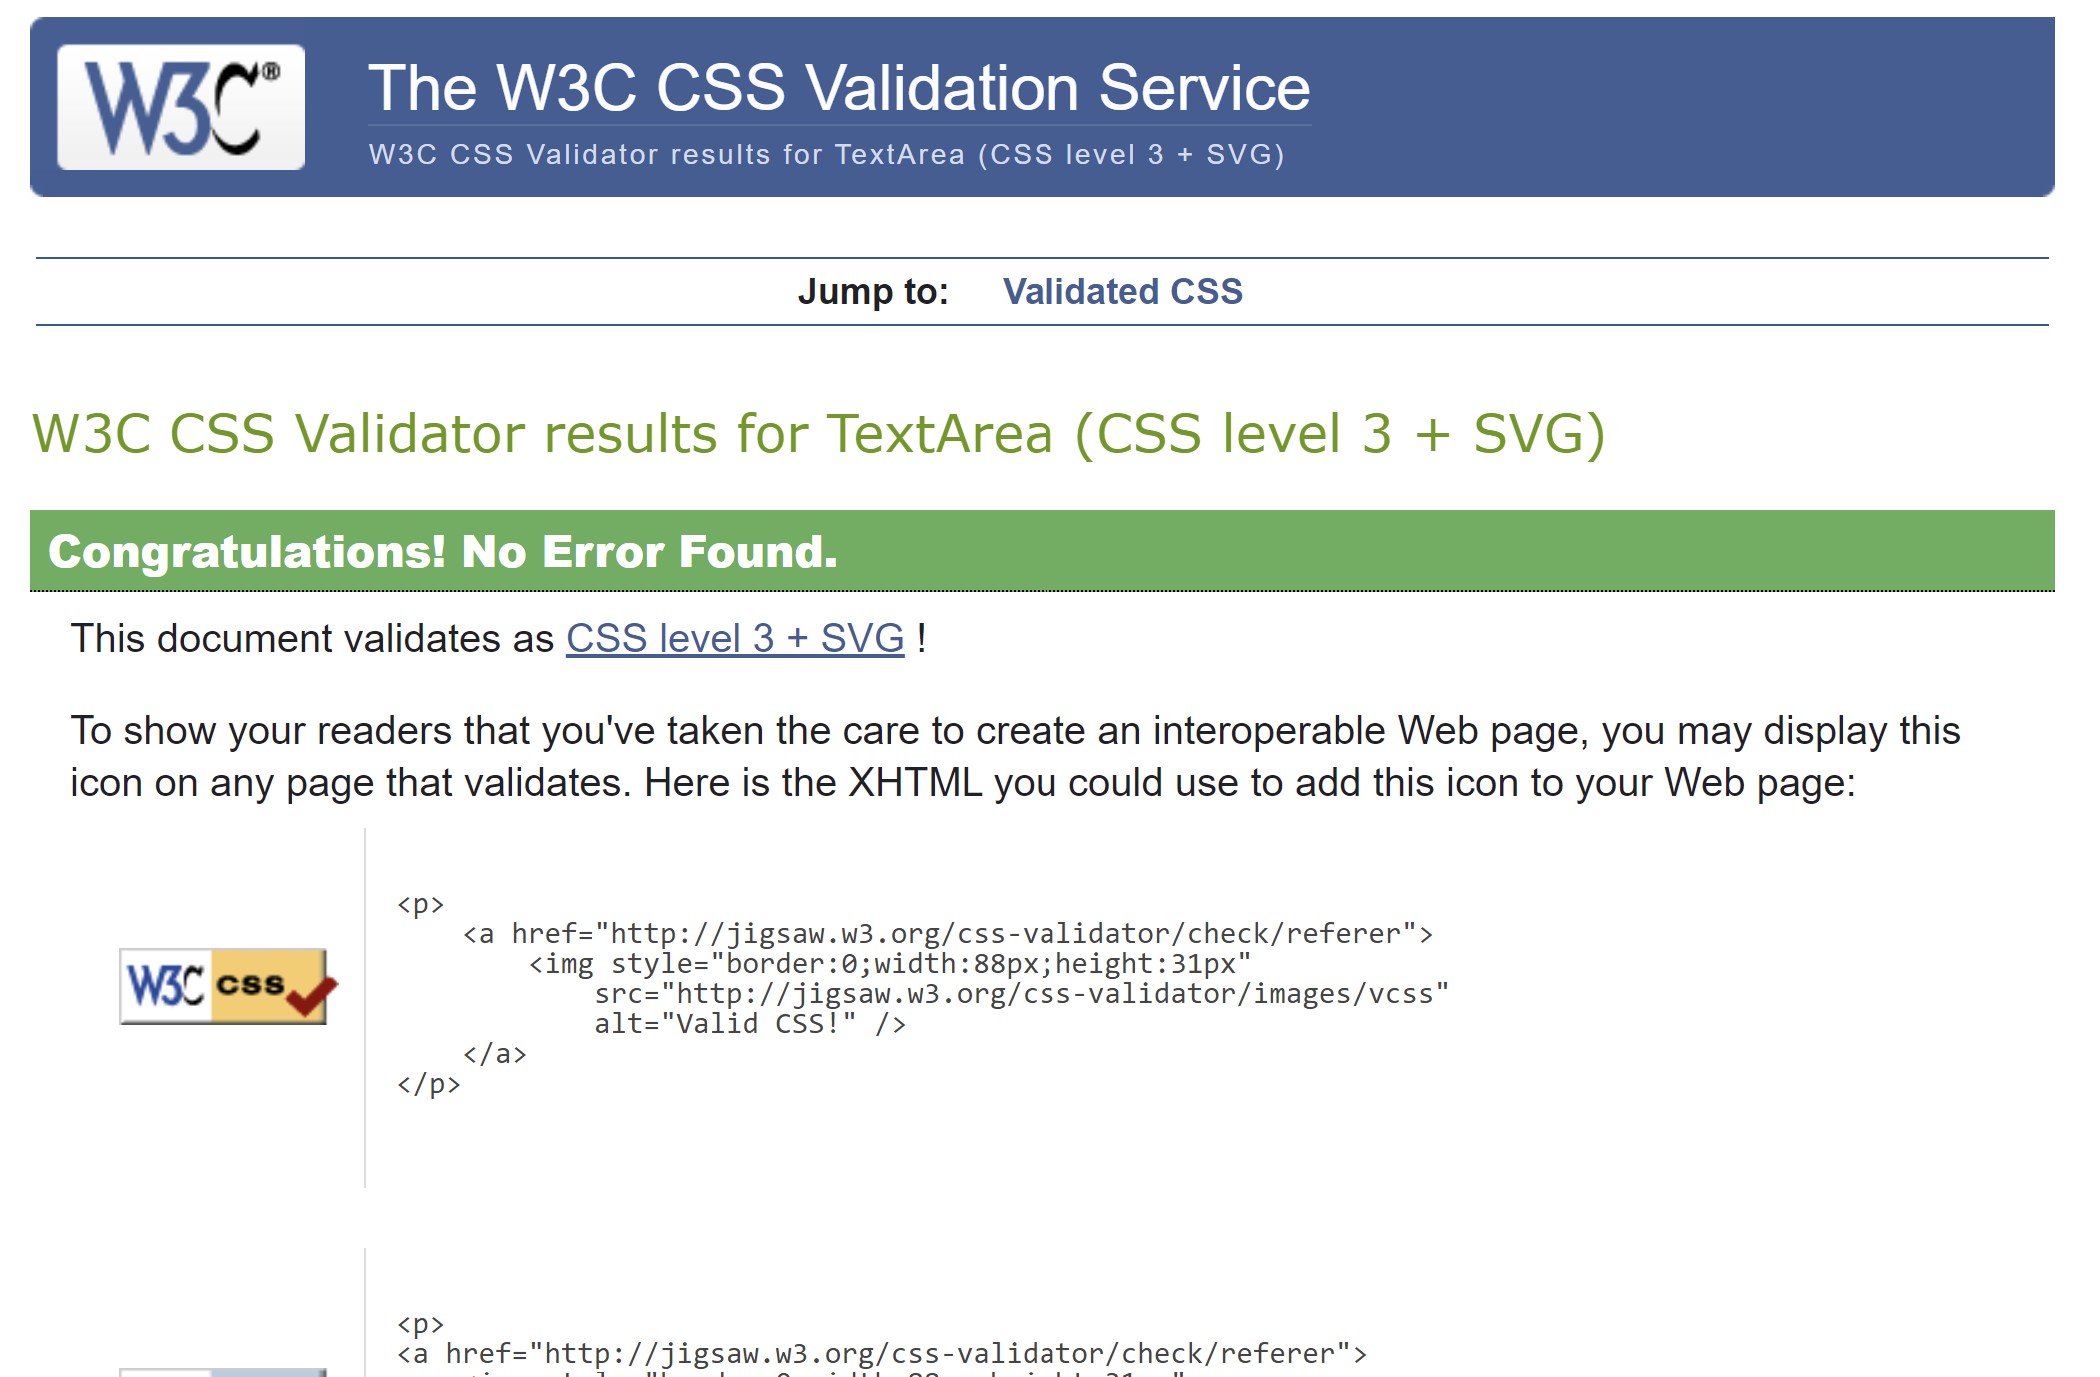 W3C®
The W3C CSS Validation Service
W3C CSS Validator results for TextArea (CSS level 3 + SVG)
Jump to: Validated CSS
W3C CSS Validator results for TextArea (CSS level 3 + SVG)
Congratulations! No Error Found.
This document validates as CSS level 3 + SVG !
To show your readers that you've taken the care to create an interoperable Web page, you may display this
icon on any page that validates. Here is the XHTML you could use to add this icon to your Web page:
W3C css
<p>
    <a href="http://jigsaw.w3.org/css-validator/check/referer">
        <img style="border:0;width:88px;height:31px"
            src="http://jigsaw.w3.org/css-validator/images/vcss"
            alt="Valid CSS!" />
    </a>
</p>
<p>
<a href="http://jigsaw.w3.org/css-validator/check/referer">